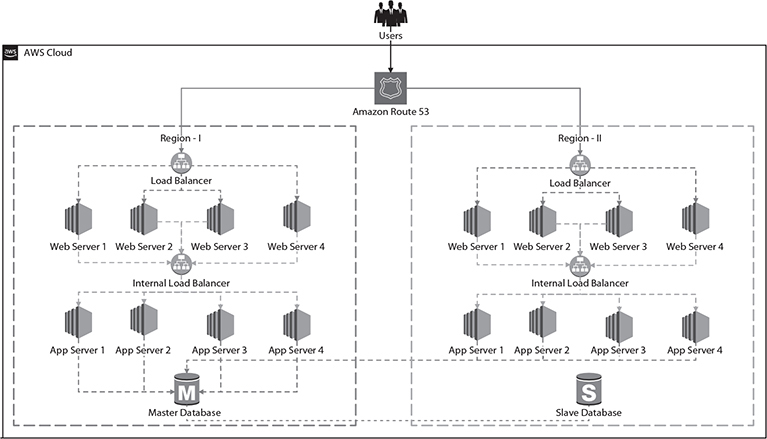 Users
aws
AWS Cloud
Amazon Route 53
Region - I
Load Balancer
Web Server 1
Web Server 2
Web Server 3
Web Server 4
Internal Load Balancer
App Server 1
App Server 2
App Server 3
App Server 4
M
Master Database
Region - II
Load Balancer
Web Server 1
Web Server 2
Web Server 3
Web Server 4
Internal Load Balancer
App Server 1
App Server 2
App Server 3
App Server 4
S
Slave Database